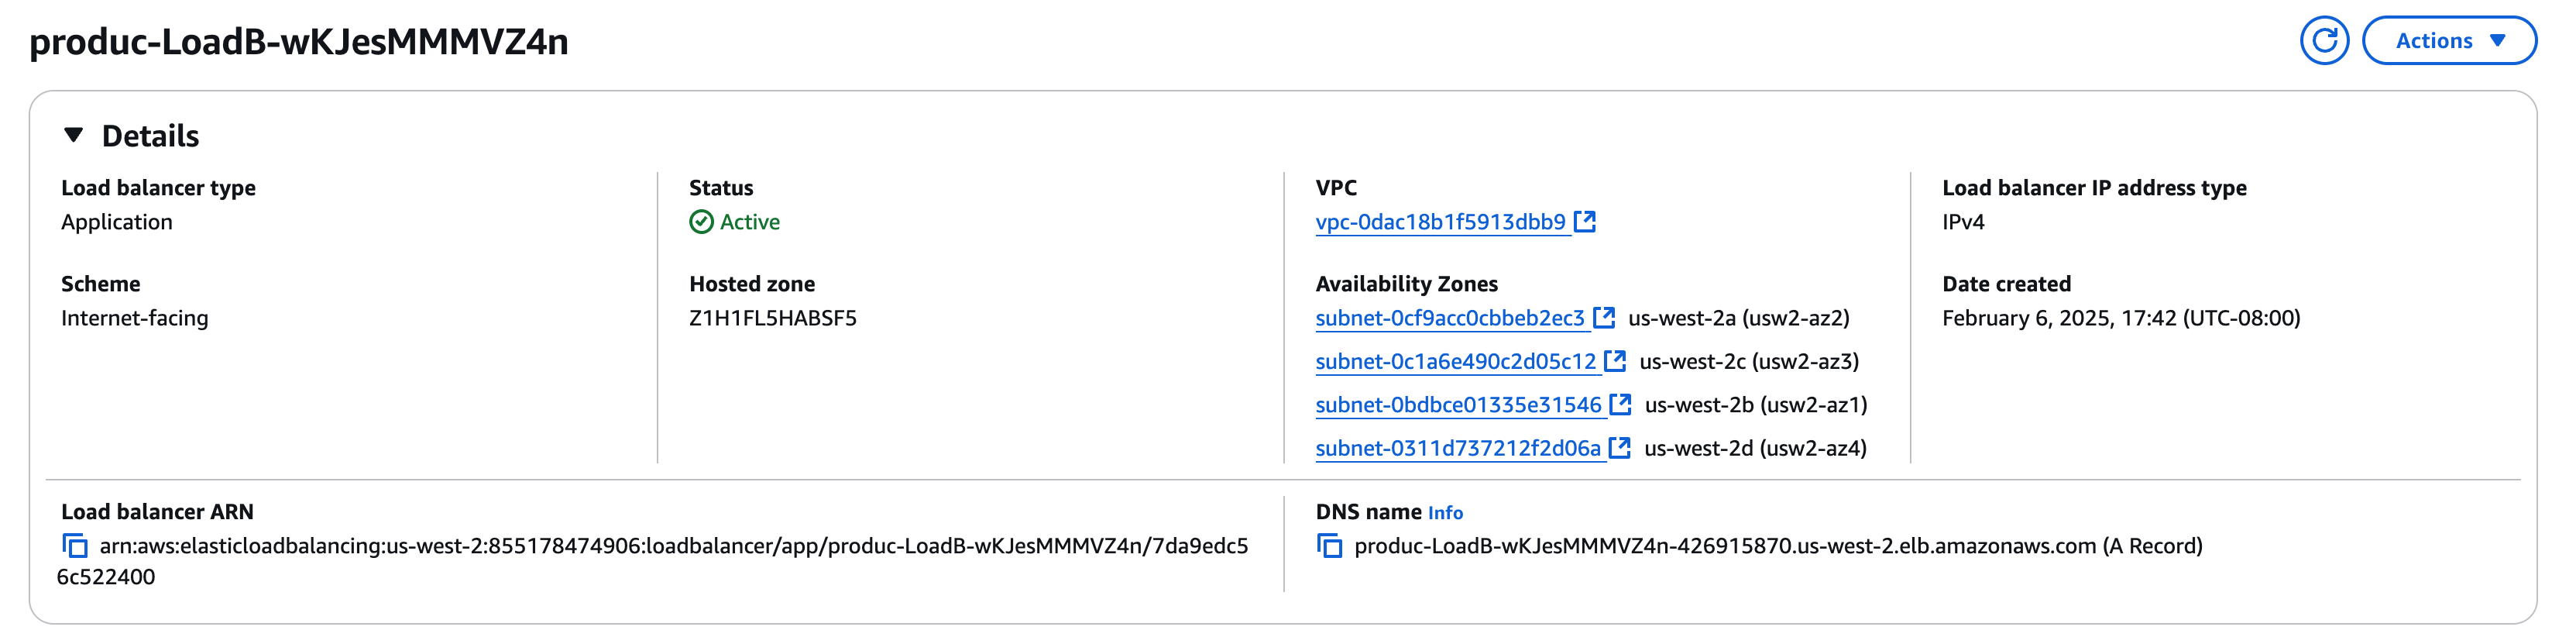 produc-LoadB-wKJesMMMVZ4n
Actions
Details
Load balancer type
Application
Status
Active
VPC
vpc-0dac18b1f5913dbb9
Load balancer IP address type
IPv4
Scheme
Internet-facing
Hosted zone
Z1H1FL5HABSF5
Availability Zones
subnet-0cf9acc0cbbeb2ec3 us-west-2a (usw2-az2)
subnet-0c1a6e490c2d05c12 us-west-2c (usw2-az3)
subnet-0bdbce01335e31546 us-west-2b (usw2-az1)
subnet-0311d737212f2d06a us-west-2d (usw2-az4)
Date created
February 6, 2025, 17:42 (UTC-08:00)
Load balancer ARN
arn:aws:elasticloadbalancing:us-west-2:855178474906:loadbalancer/app/produc-LoadB-wKJesMMMVZ4n/7da9edc5
6c522400
DNS name Info
produc-LoadB-wKJesMMMVZ4n-426915870.us-west-2.elb.amazonaws.com (A Record)